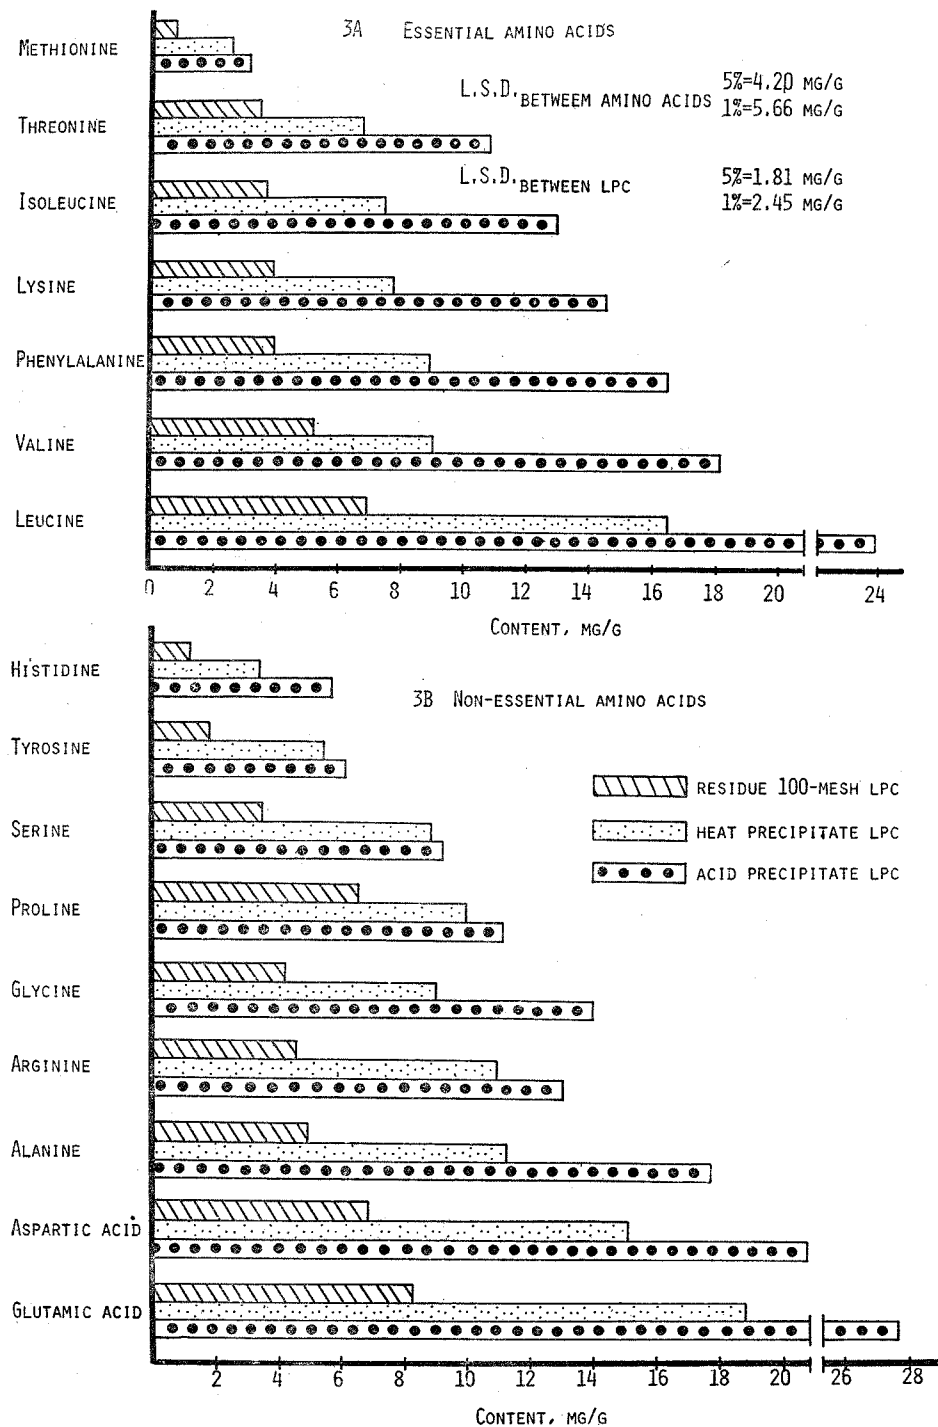 3A ESSENTIAL AMINO ACIDS
METHIONINE
L.S.D. BETWEEM AMINO ACIDS 5%=4.20 MG/G
1%=5.66 MG/G
THREONINE
L.S.D. BETWEEN LPC 5%=1.81 MG/G
1%=2.45 MG/G
ISOLEUCINE
LYSINE
PHENYLALANINE
VALINE
LEUCINE
0 2 4 6 8 10 12 14 16 18 20 24
CONTENT, MG/G
HISTIDINE
3B NON-ESSENTIAL AMINO ACIDS
TYROSINE
RESIDUE 100-MESH LPC
SERINE
HEAT PRECIPITATE LPC
ACID PRECIPITATE LPC
PROLINE
GLYCINE
ARGININE
ALANINE
ASPARTIC ACID
GLUTAMIC ACID
2 4 6 8 10 12 14 16 18 20 26 28
CONTENT, MG/G